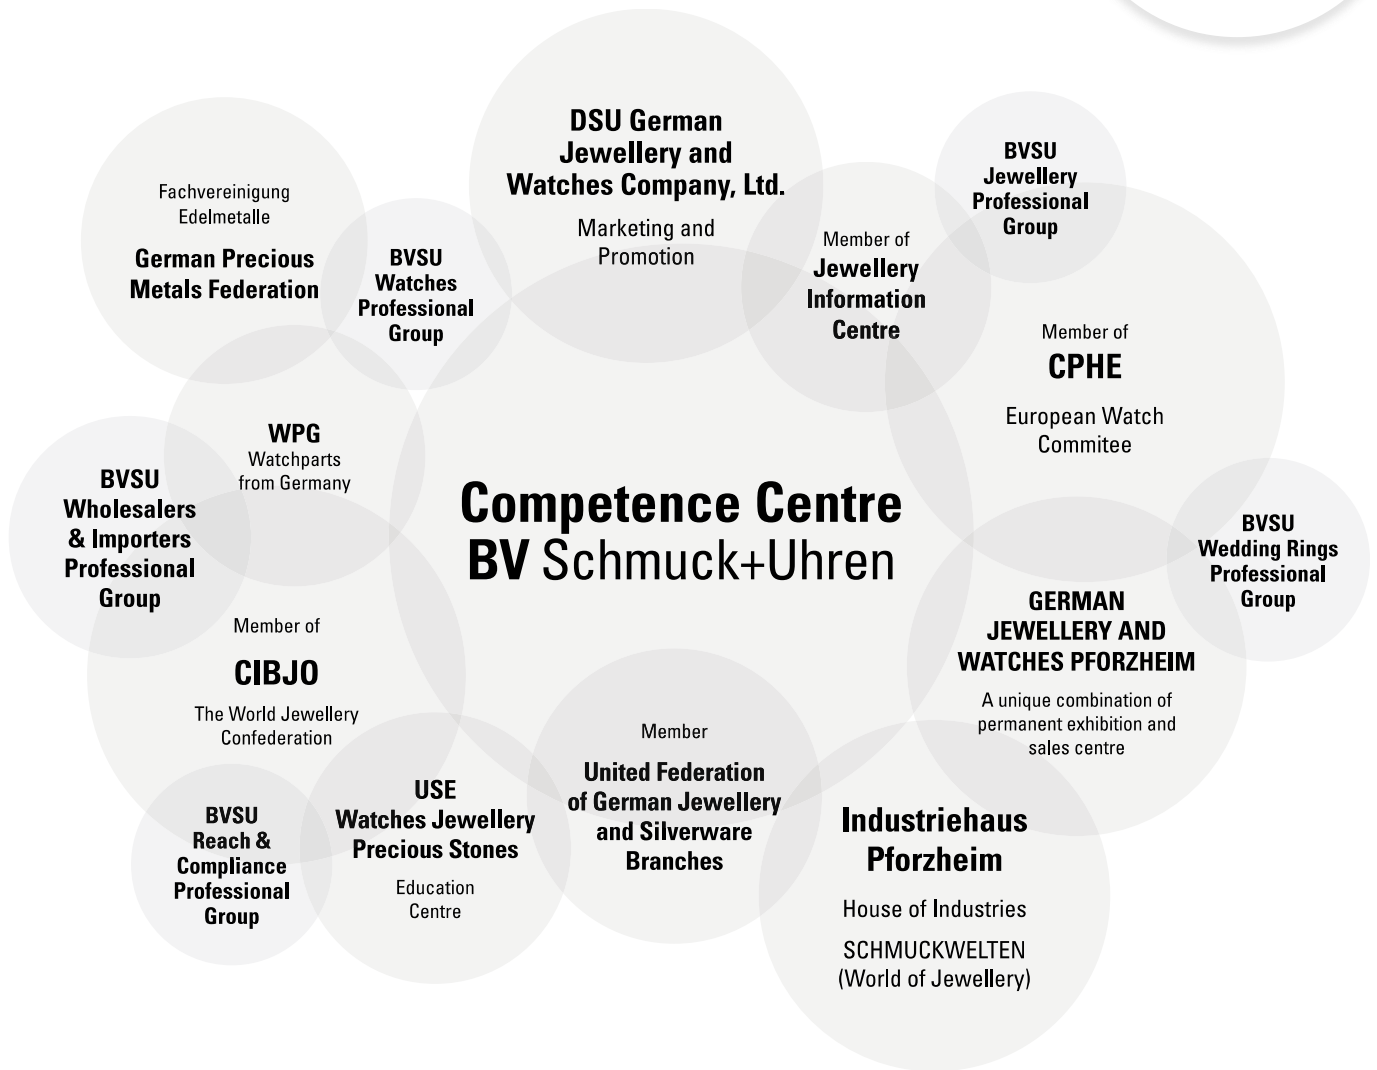 DSU German
Jewellery and
Watches Company, Ltd.
Marketing and
Promotion
BVSU
Jewellery
Professional
Group
Fachvereinigung
Edelmetalle
German Precious
Metals Federation
BVSU
Watches
Professional
Group
Member of
Jewellery
Information
Centre
Member of
CPHE
European Watch
Commitee
WPG
Watchparts
from Germany
BVSU
Wholesalers
& Importers
Professional
Group
Competence Centre
BV Schmuck+Uhren
BVSU
Wedding Rings
Professional
Group
GERMAN
JEWELLERY AND
WATCHES PFORZHEIM
A unique combination of
permanent exhibition and
sales centre
Member of
CIBJO
The World Jewellery
Confederation
Member
United Federation
of German Jewellery
and Silverware
Branches
USE
Watches Jewellery
Precious Stones
Education
Centre
BVSU
Reach &
Compliance
Professional
Group
Industriehaus
Pforzheim
House of Industries
SCHMUCKWELTEN
(World of Jewellery)